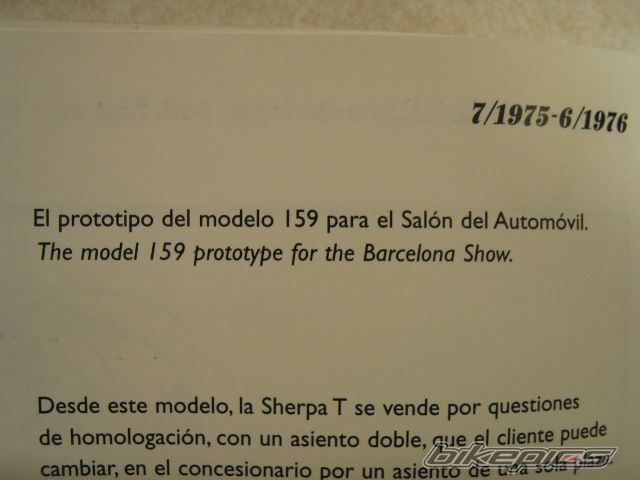 7/1975-6/1976
El prototipo del modelo 159 para el Salón del Automóvil.
The model 159 prototype for the Barcelona Show.
Desde este modelo, la Sherpa T se vende por questiones
de homologación, con un asiento doble, que el cliente puede
cambiar, en el concesionario por un asiento de una sola plaza.
bikepics